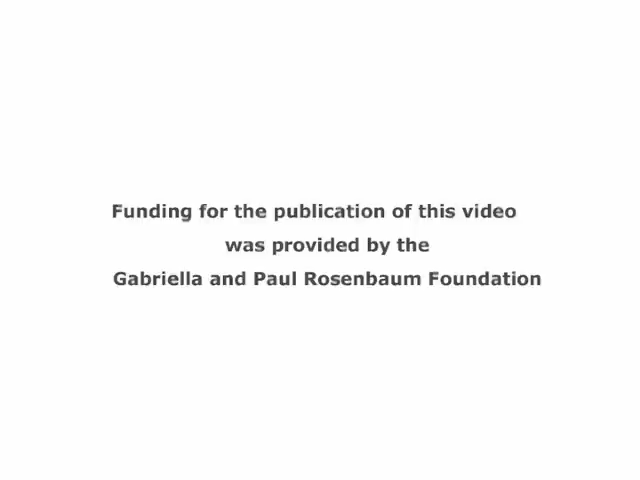 Funding for the publication of this video
was provided by the
Gabriella and Paul Rosenbaum Foundation